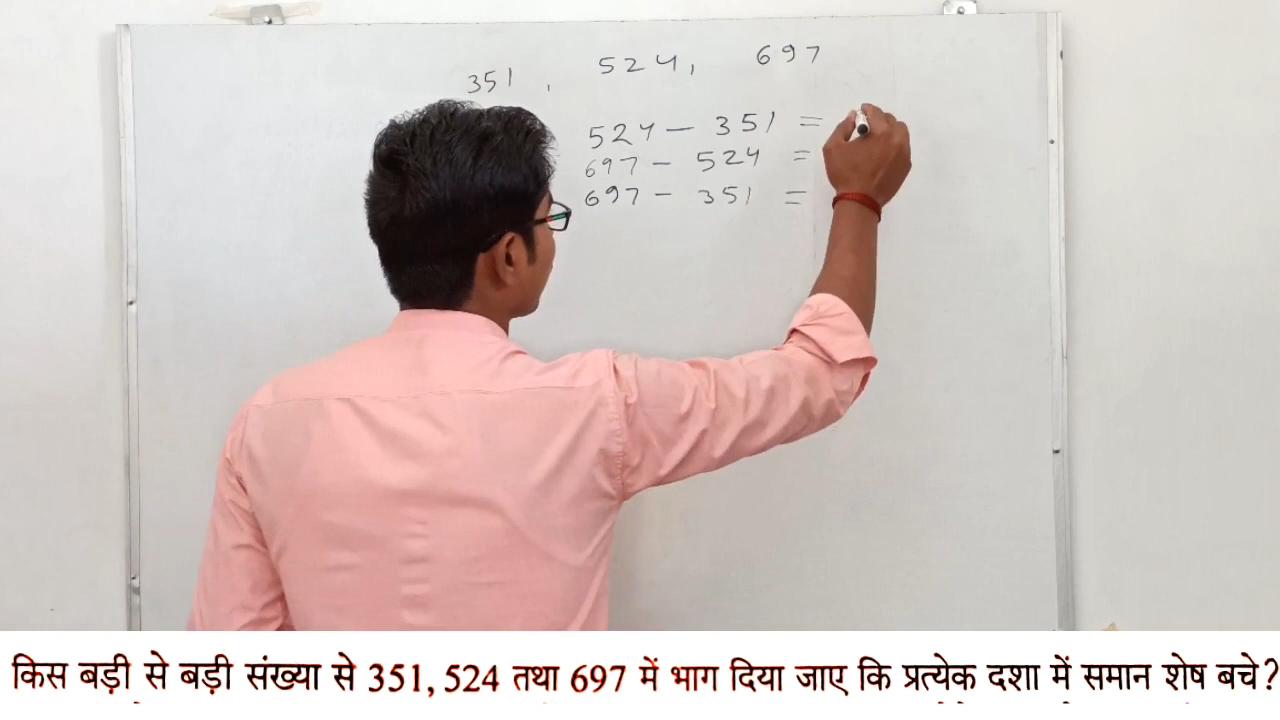 351, 524, 697
524 - 351 =
697 - 524 =
697 - 351 =
किस बड़ी से बड़ी संख्या से 351, 524 तथा 697 में भाग दिया जाए कि प्रत्येक दशा में समान शेष बचे?